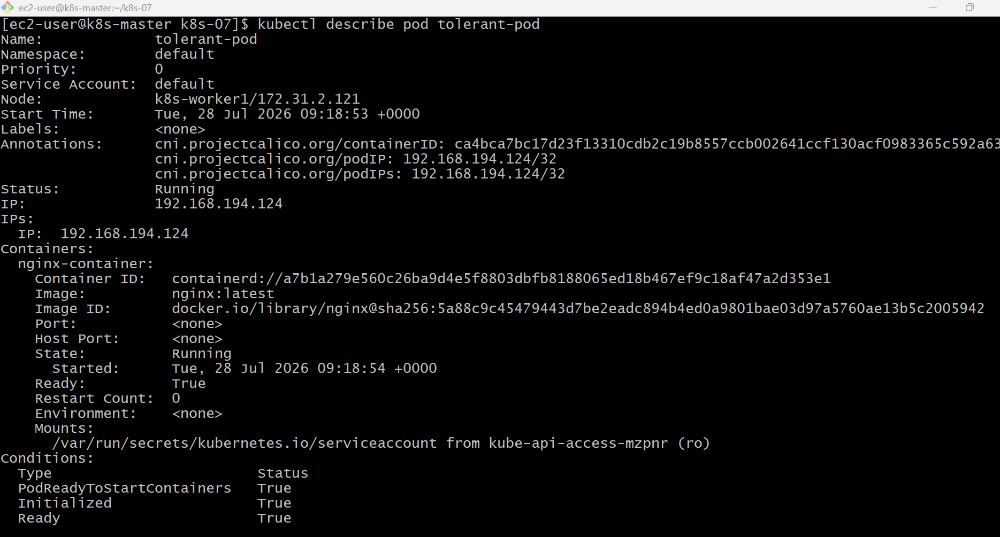 ec2-user@k8s-master:~/k8s-07
[ec2-user@k8s-master k8s-07]$ kubectl describe pod tolerant-pod
Name:             tolerant-pod
Namespace:        default
Priority:         0
Service Account:  default
Node:             k8s-worker1/172.31.2.121
Start Time:       Tue, 28 Jul 2026 09:18:53 +0000
Labels:           <none>
Annotations:      cni.projectcalico.org/containerID: ca4bca7bc17d23f13310cdb2c19b8557ccb002641ccf130acf0983365c592a63
                  cni.projectcalico.org/podIP: 192.168.194.124/32
                  cni.projectcalico.org/podIPs: 192.168.194.124/32
Status:           Running
IP:               192.168.194.124
IPs:
  IP:  192.168.194.124
Containers:
  nginx-container:
    Container ID:   containerd://a7b1a279e560c26ba9d4e5f8803dbfb8188065ed18b467ef9c18af47a2d353e1
    Image:          nginx:latest
    Image ID:       docker.io/library/nginx@sha256:5a88c9c45479443d7be2eadc894b4ed0a9801bae03d97a5760ae13b5c2005942
    Port:           <none>
    Host Port:      <none>
    State:          Running
      Started:      Tue, 28 Jul 2026 09:18:54 +0000
    Ready:          True
    Restart Count:  0
    Environment:    <none>
    Mounts:
      /var/run/secrets/kubernetes.io/serviceaccount from kube-api-access-mzpnr (ro)
Conditions:
  Type                        Status
  PodReadyToStartContainers   True
  Initialized                 True
  Ready                       True